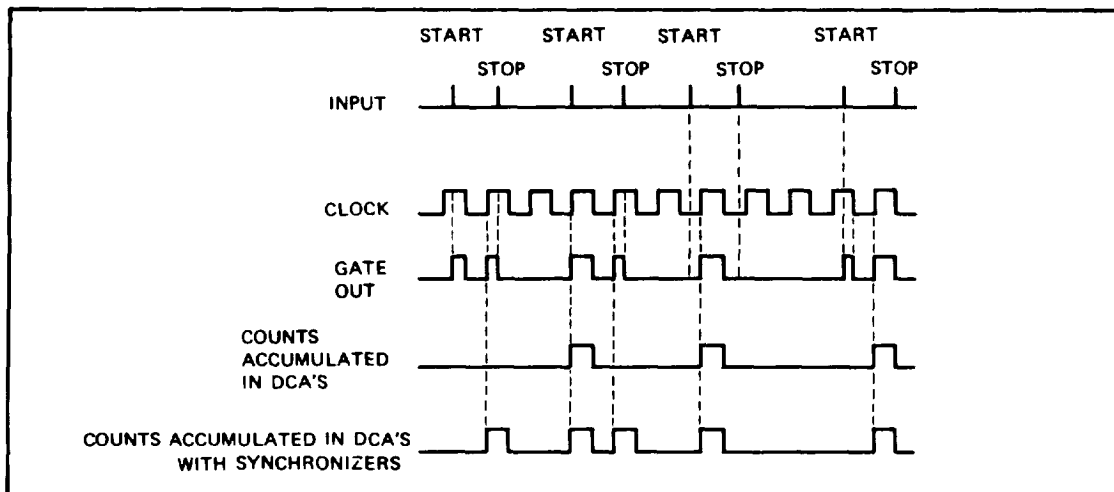 START START START START
STOP STOP STOP STOP
INPUT
CLOCK
GATE
OUT
COUNTS
ACCUMULATED
IN DCA'S
COUNTS ACCUMULATED IN DCA'S
WITH SYNCHRONIZERS